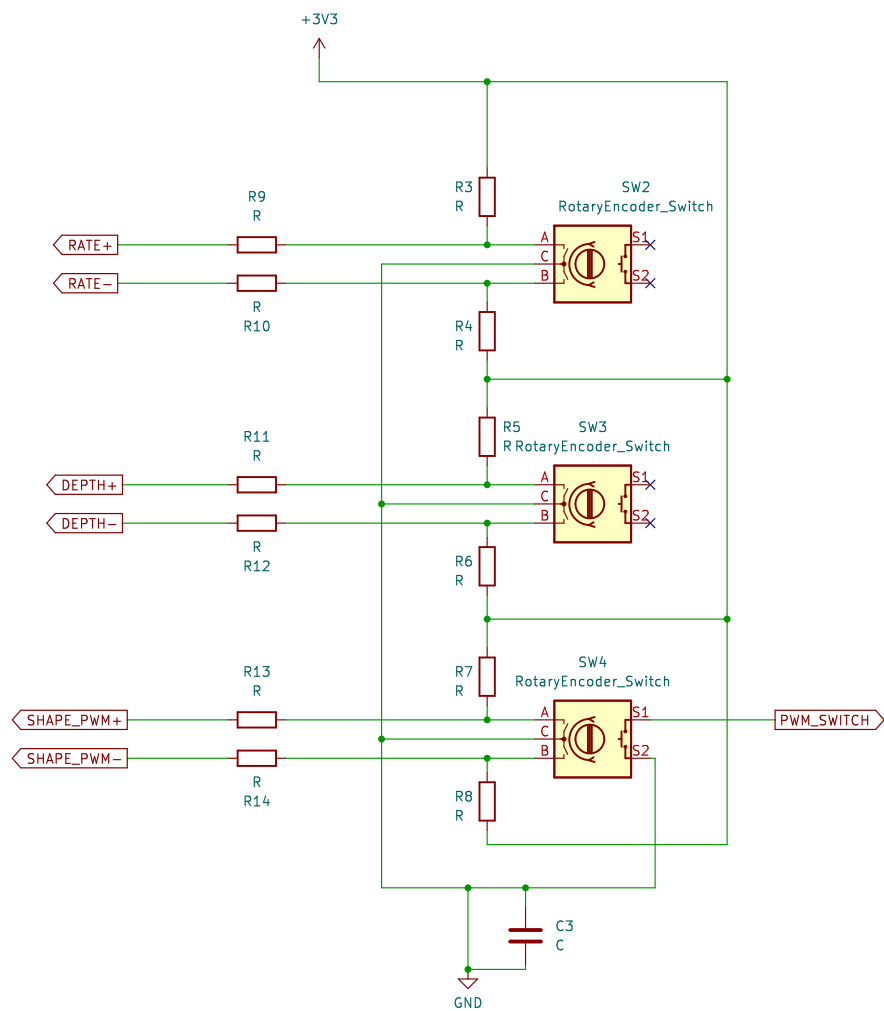 +3V3
R3
R
SW2
RotaryEncoder_Switch
R9
R
RATE+
A
C
B
S1
S2
RATE-
R
R10
R4
R
R5
R
SW3
RotaryEncoder_Switch
R11
R
DEPTH+
A
C
B
S1
S2
DEPTH-
R
R12
R6
R
R7
R
SW4
RotaryEncoder_Switch
R13
R
SHAPE_PWM+
A
C
B
S1
S2
PWM_SWITCH
SHAPE_PWM-
R
R14
R8
R
C3
C
GND